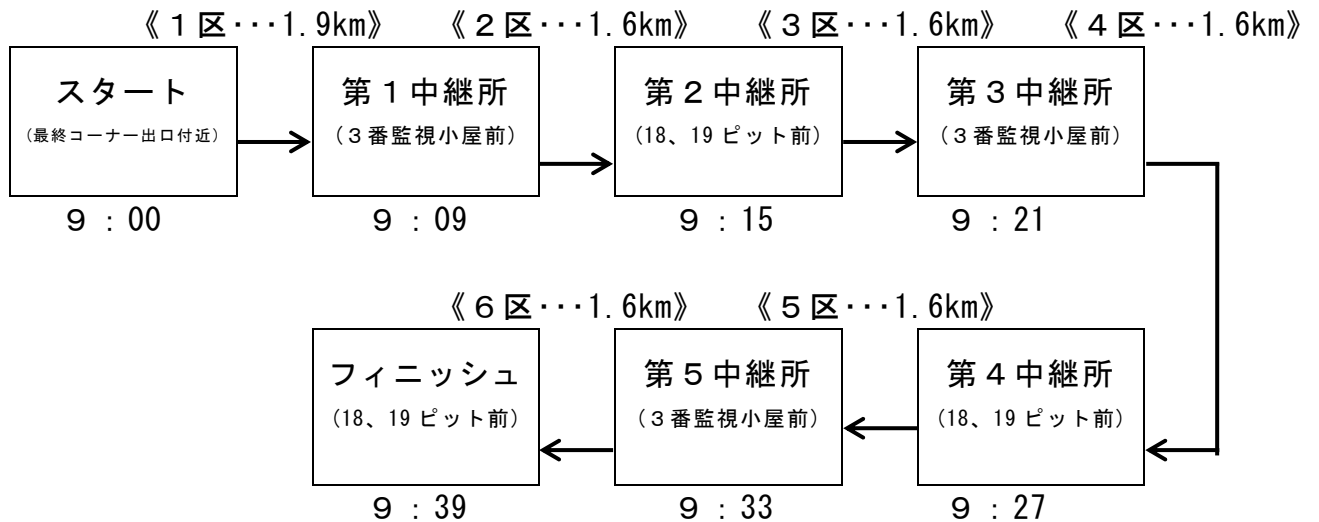 《１区･･･1.9km》　《２区･･･1.6km》　《３区･･･1.6km》　《４区･･･1.6km》
スタート　第１中継所　第２中継所　第３中継所
（最終コーナー出口付近）　（３番監視小屋前）　（18、19ピット前）　（３番監視小屋前）
９：00　９：09　９：15　９：21
《６区･･･1.6km》　《５区･･･1.6km》
フィニッシュ　第５中継所　第４中継所
（18、19ピット前）　（３番監視小屋前）　（18、19ピット前）
９：39　９：33　９：27